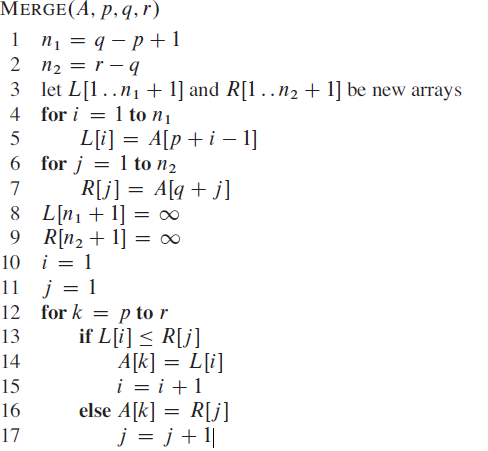 MERGE(A, p, q, r)
1 n₁ = q − p + 1
2 n₂ = r − q
3 let L[1 . . n₁ + 1] and R[1 . . n₂ + 1] be new arrays
4 for i = 1 to n₁
5 L[i] = A[p + i − 1]
6 for j = 1 to n₂
7 R[j] = A[q + j]
8 L[n₁ + 1] = ∞
9 R[n₂ + 1] = ∞
10 i = 1
11 j = 1
12 for k = p to r
13 if L[i] ≤ R[j]
14 A[k] = L[i]
15 i = i + 1
16 else A[k] = R[j]
17 j = j + 1